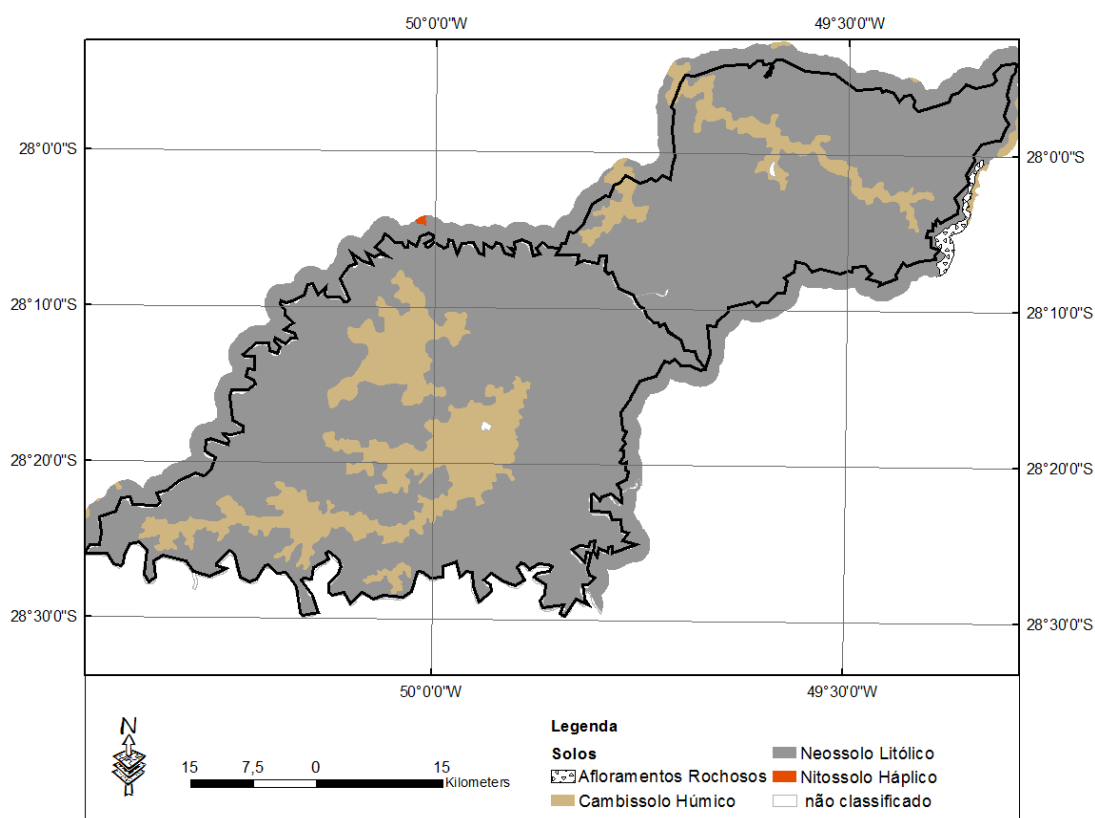 50°0'0"W
49°30'0"W
28°0'0"S
28°0'0"S
28°10'0"S
28°10'0"S
28°20'0"S
28°20'0"S
28°30'0"S
28°30'0"S
50°0'0"W
49°30'0"W
N
15 7,5 0 15
Kilometers
Legenda
Solos
Afloramentos Rochosos
Cambissolo Húmico
Neossolo Litólico
Nitossolo Háplico
não classificado